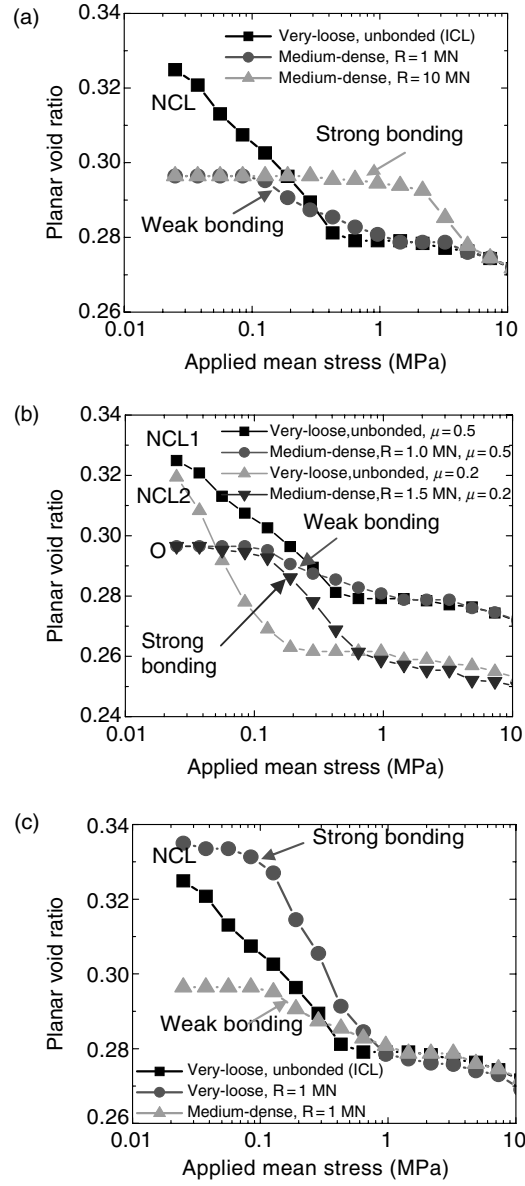 (a)
Very-loose, unbonded (ICL)
Medium-dense, R = 1 MN
Medium-dense, R = 10 MN
NCL
Strong bonding
Weak bonding
Planar void ratio
0.34
0.32
0.30
0.28
0.26
0.01
0.1
1
10
Applied mean stress (MPa)
(b)
Very-loose,unbonded, μ=0.5
Medium-dense,R = 1.0 MN, μ=0.5
Very-loose,unbonded, μ=0.2
Medium-dense,R = 1.5 MN, μ=0.2
NCL1
NCL2
O
Weak bonding
Strong
bonding
Planar void ratio
0.34
0.32
0.30
0.28
0.26
0.24
0.01
0.1
1
10
Applied mean stress (MPa)
(c)
NCL
Strong bonding
Weak bonding
Very-loose, unbonded (ICL)
Very-loose, R = 1 MN
Medium-dense, R = 1 MN
Planar void ratio
0.34
0.32
0.30
0.28
0.26
0.01
0.1
1
10
Applied mean stress (MPa)